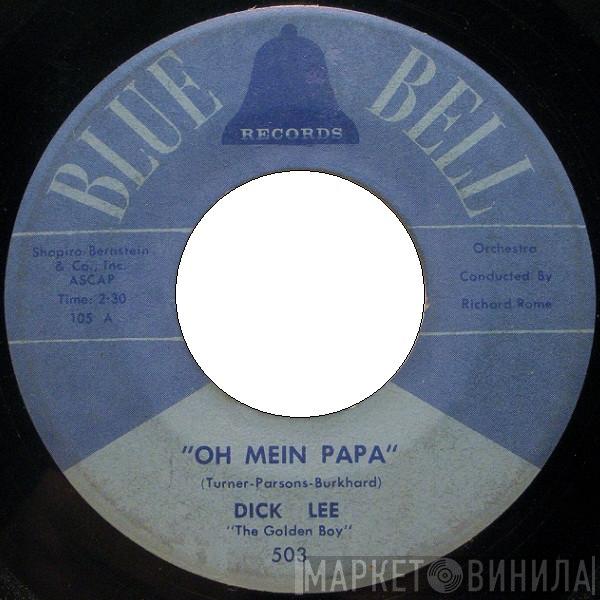 BLUE BELL
RECORDS
Shapiro-Bernstein
& Co., Inc.
ASCAP
Time: 2:30
105 A
Orchestra
Conducted By
Richard Rome
"OH MEIN PAPA"
(Turner-Parsons-Burkhard)
DICK LEE
"The Golden Boy"
503
МАРКЕТ ВИНИЛА